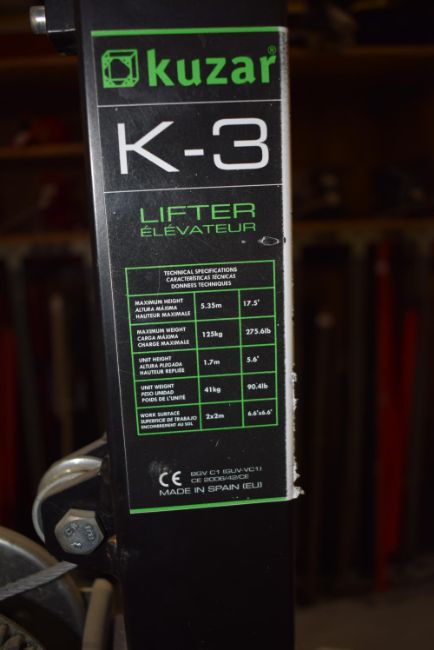 kuzar®
K-3
LIFTER
ÉLÉVATEUR
TECHNICAL SPECIFICATIONS
CARACTERISTICAS TÉCNICAS
DONNEES TECHNIQUES
MAXIMUM HEIGHT
ALTURA MÁXIMA
HAUTEUR MAXIMALE
5.35m
17.5'
MAXIMUM WEIGHT
CARGA MÁXIMA
CHARGE MAXIMALE
125kg
275.6lb
UNIT HEIGHT
ALTURA PLEGADA
HAUTEUR REPLIÉE
1.7m
5.6'
UNIT WEIGHT
PESO UNIDAD
POIDS DE L'UNITÉ
41kg
90.4lb
WORK SURFACE
SUPERFICIE DE TRABAJO
ENCOMBREMENT AU SOL
2x2m
6.6'x6.6'
CE
BGV C1 (GUV-VC1)
CE 2006/42/CE
MADE IN SPAIN (EU)